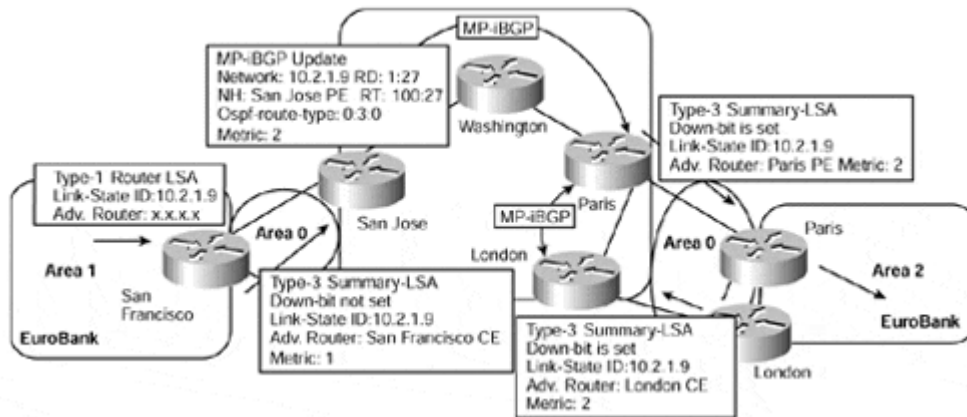 MP-iBGP
MP-iBGP Update
Network: 10.2.1.9 RD: 1:27
NH: San Jose PE RT: 100:27
Ospf-route-type: 0:3:0
Metric: 2
Washington
Type-3 Summary-LSA
Down-bit is set
Link-State ID:10.2.1.9
Adv. Router: Paris PE Metric: 2
Type-1 Router LSA
Link-State ID:10.2.1.9
Adv. Router: x.x.x.x
San Jose
Paris
MP-iBGP
Area 0
Area 1
San
Francisco
EuroBank
Type-3 Summary-LSA
Down-bit not set
Link-State ID:10.2.1.9
Adv. Router: San Francisco CE
Metric: 1
London
Area 0
Paris
Area 2
EuroBank
Type-3 Summary-LSA
Down-bit is set
Link-State ID:10.2.1.9
Adv. Router: London CE
Metric: 2
London